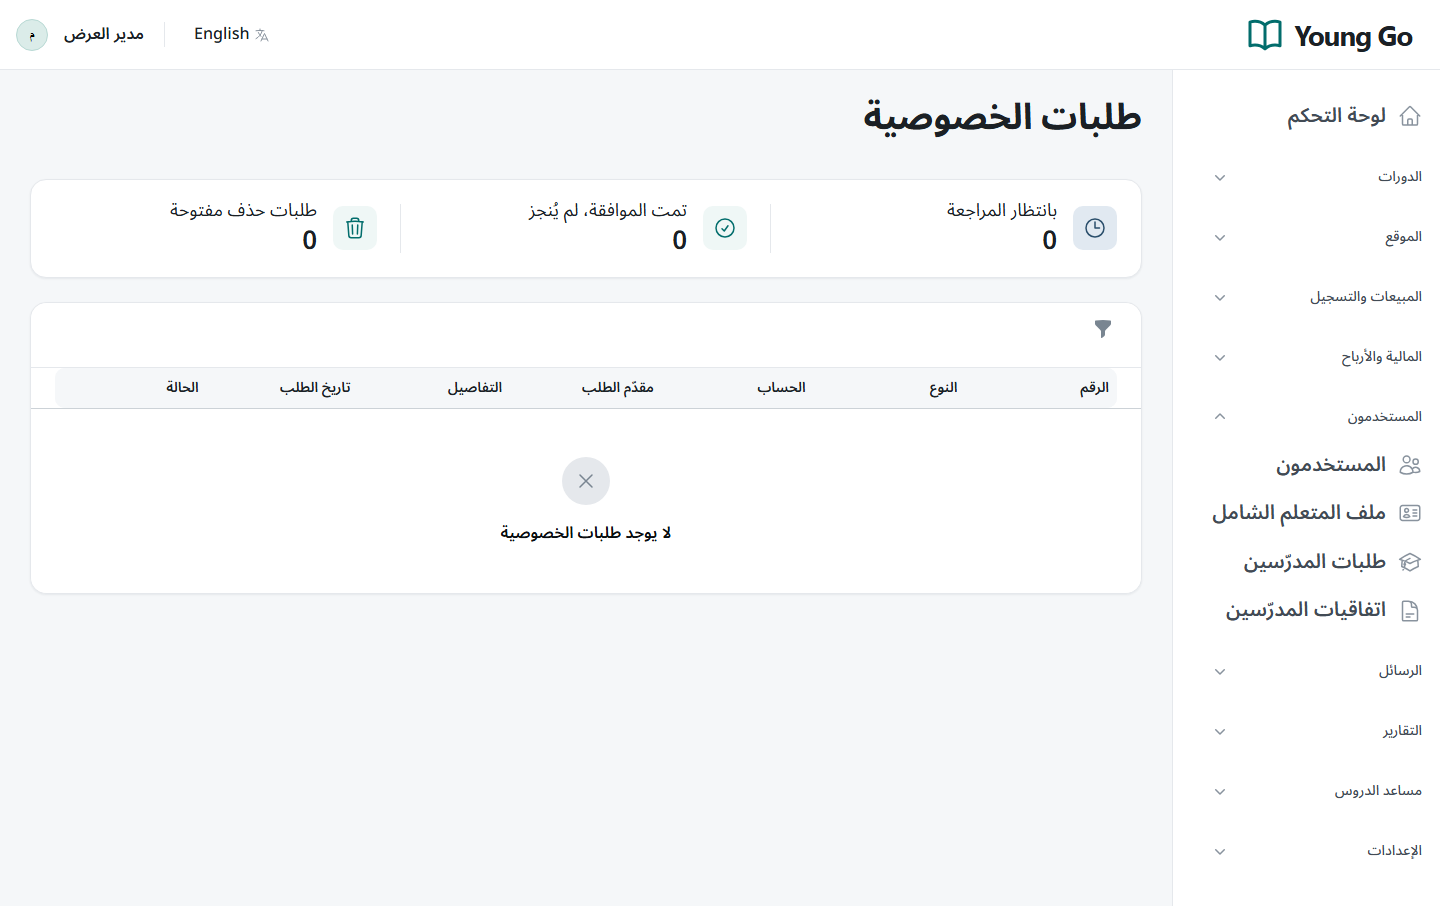 Young Go
English
مدير العرض
م
لوحة التحكم
الدورات
الموقع
المبيعات والتسجيل
المالية والأرباح
المستخدمون
المستخدمون
ملف المتعلم الشامل
طلبات المدرّسين
اتفاقيات المدرّسين
الرسائل
التقارير
مساعد الدروس
الإعدادات
طلبات الخصوصية
بانتظار المراجعة
0
تمت الموافقة، لم يُنجز
0
طلبات حذف مفتوحة
0
الرقم النوع الحساب مقدّم الطلب التفاصيل تاريخ الطلب الحالة
لا يوجد طلبات الخصوصية